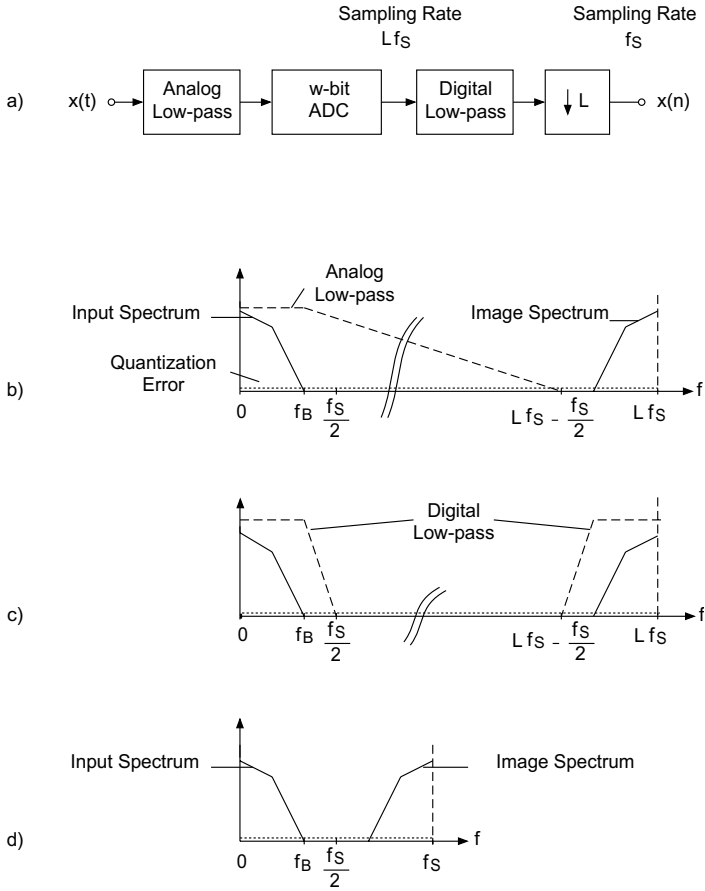 Sampling Rate
L fS
Sampling Rate
fS
a)
x(t)
Analog
Low-pass
w-bit
ADC
Digital
Low-pass
↓ L
x(n)
b)
Input Spectrum
Analog
Low-pass
Image Spectrum
Quantization
Error
0
fB
fS
2
L fS - fS
2
L fS
f
c)
Digital
Low-pass
0
fB
fS
2
L fS - fS
2
L fS
f
d)
Input Spectrum
Image Spectrum
0
fB
fS
2
fS
f